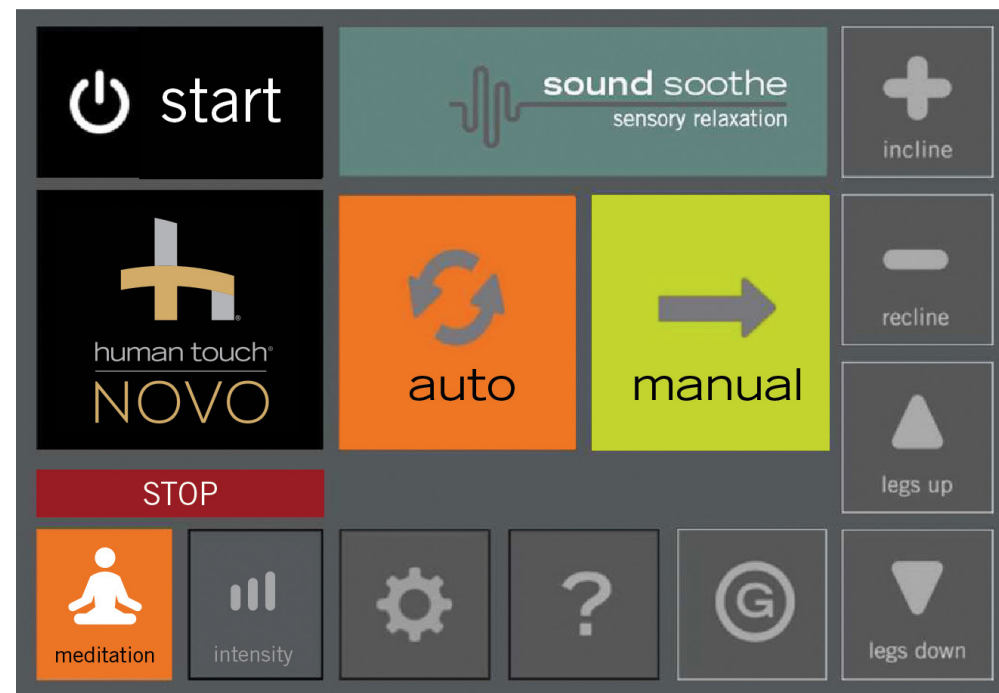 start
sound soothe
sensory relaxation
incline
human touch®
NOVO
auto
manual
recline
STOP
legs up
meditation
intensity
?
G
legs down